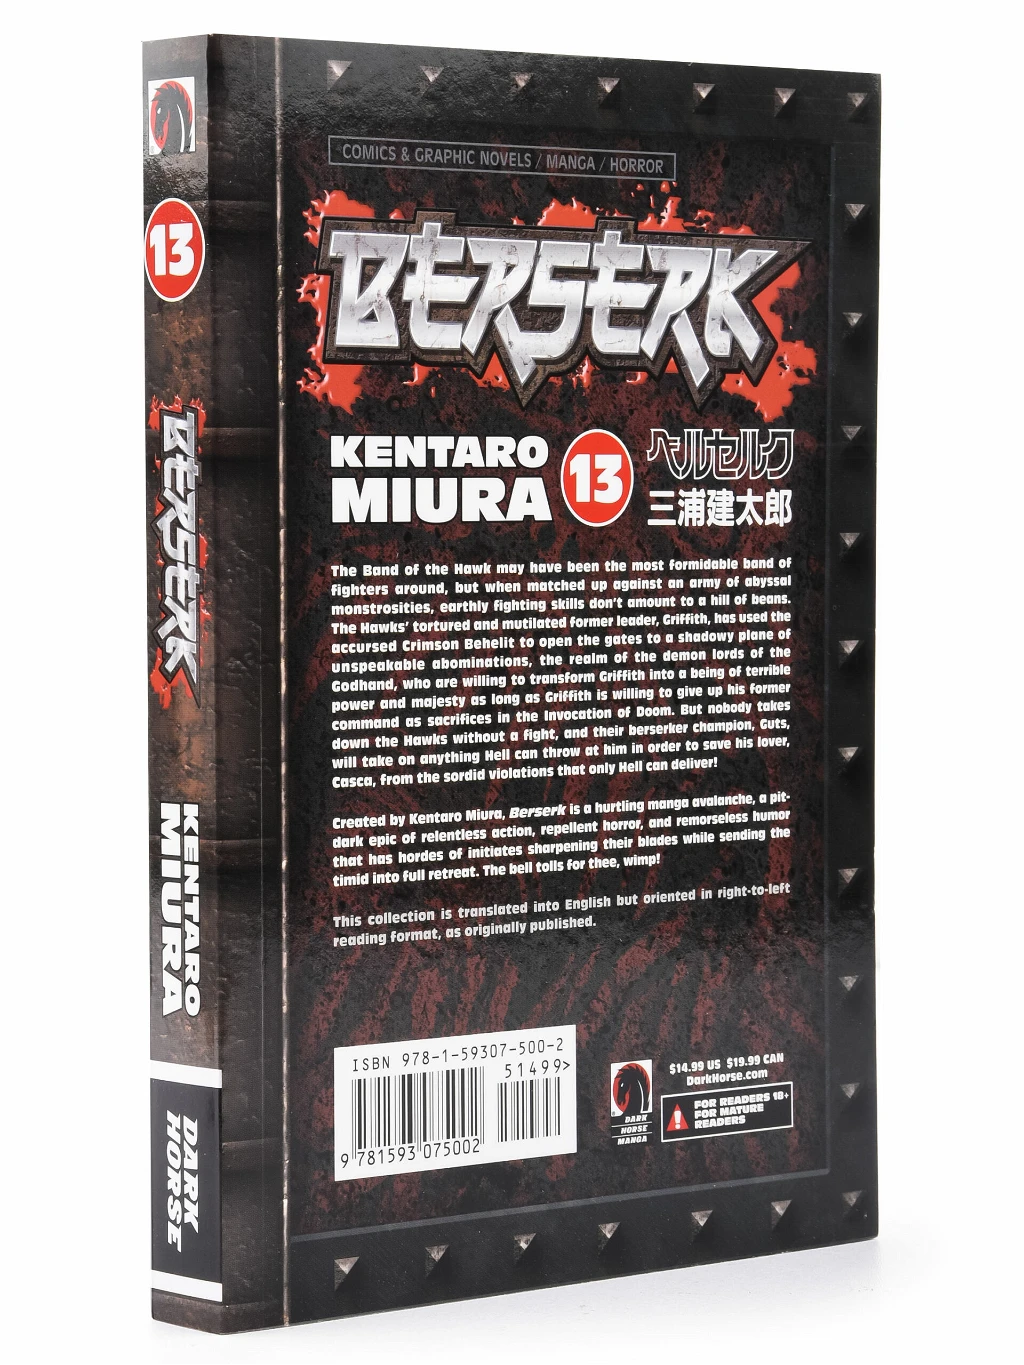 13
BERSERK
KENTARO
MIURA
DARK
HORSE
COMICS & GRAPHIC NOVELS / MANGA / HORROR
BERSERK
KENTARO
MIURA
13
ベルセルク
三浦建太郎
The Band of the Hawk may have been the most formidable band of
fighters around, but when matched up against an army of abyssal
monstrosities, earthly fighting skills don't amount to a hill of beans.
The Hawks' tortured and mutilated former leader, Griffith, has used the
accursed Crimson Behelit to open the gates to a shadowy plane of
unspeakable abominations, the realm of the demon lords of the
Godhand, who are willing to transform Griffith into a being of terrible
power and majesty as long as Griffith is willing to give up his former
command as sacrifices in the Invocation of Doom. But nobody takes
down the Hawks without a fight, and their berserker champion, Guts,
will take on anything Hell can throw at him in order to save his lover,
Casca, from the sordid violations that only Hell can deliver!
Created by Kentaro Miura, Berserk is a hurtling manga avalanche, a pit-
dark epic of relentless action, repellent horror, and remorseless humor
that has hordes of initiates sharpening their blades while sending the
timid into full retreat. The bell tolls for thee, wimp!
This collection is translated into English but oriented in right-to-left
reading format, as originally published.
ISBN 978-1-59307-500-2
51499>
9 781593 075002
DARK
HORSE
MANGA
$14.99 US $19.99 CAN
DarkHorse.com
FOR READERS 18+
FOR MATURE
READERS